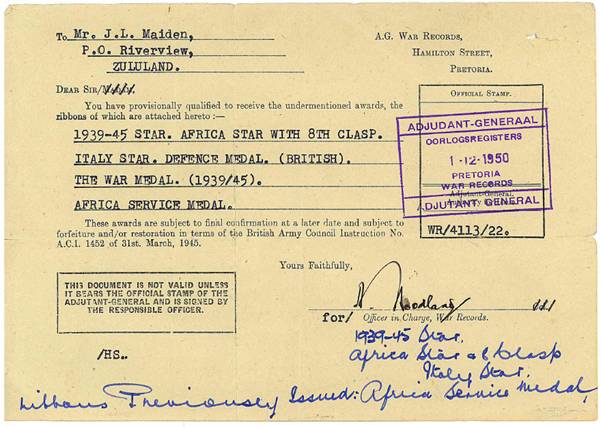 To Mr. J.L. Maiden,
P.O. Riverview,
ZULULAND.
A.G. WAR RECORDS,
HAMILTON STREET,
PRETORIA.
DEAR SIR/
You have provisionally qualified to receive the undermentioned awards, the
ribbons of which are attached hereto :—
1939-45 STAR. AFRICA STAR WITH 8TH CLASP.
ITALY STAR. DEFENCE MEDAL. (BRITISH).
THE WAR MEDAL. (1939/45).
AFRICA SERVICE MEDAL.
OFFICIAL STAMP.
ADJUDANT-GENERAAL
OORLOGSREGISTERS
1-12-1950
PRETORIA
WAR RECORDS
Adjutant-General,
ADJUTANT GENERAL
WR/4113/22.
These awards are subject to final confirmation at a later date and subject to
forfeiture and/or restoration in terms of the British Army Council Instruction No.
A.C.I. 1452 of 31st. March, 1945.
Yours Faithfully,
THIS DOCUMENT IS NOT VALID UNLESS
IT BEARS THE OFFICIAL STAMP OF THE
ADJUTANT-GENERAL AND IS SIGNED BY
THE RESPONSIBLE OFFICER.
for/ Officer in Charge, War Records.
/HS..
1939-45 Star.
Africa Star & 8 Clasp
Italy Star.
Ribbons Previously Issued: Africa Service Medal,